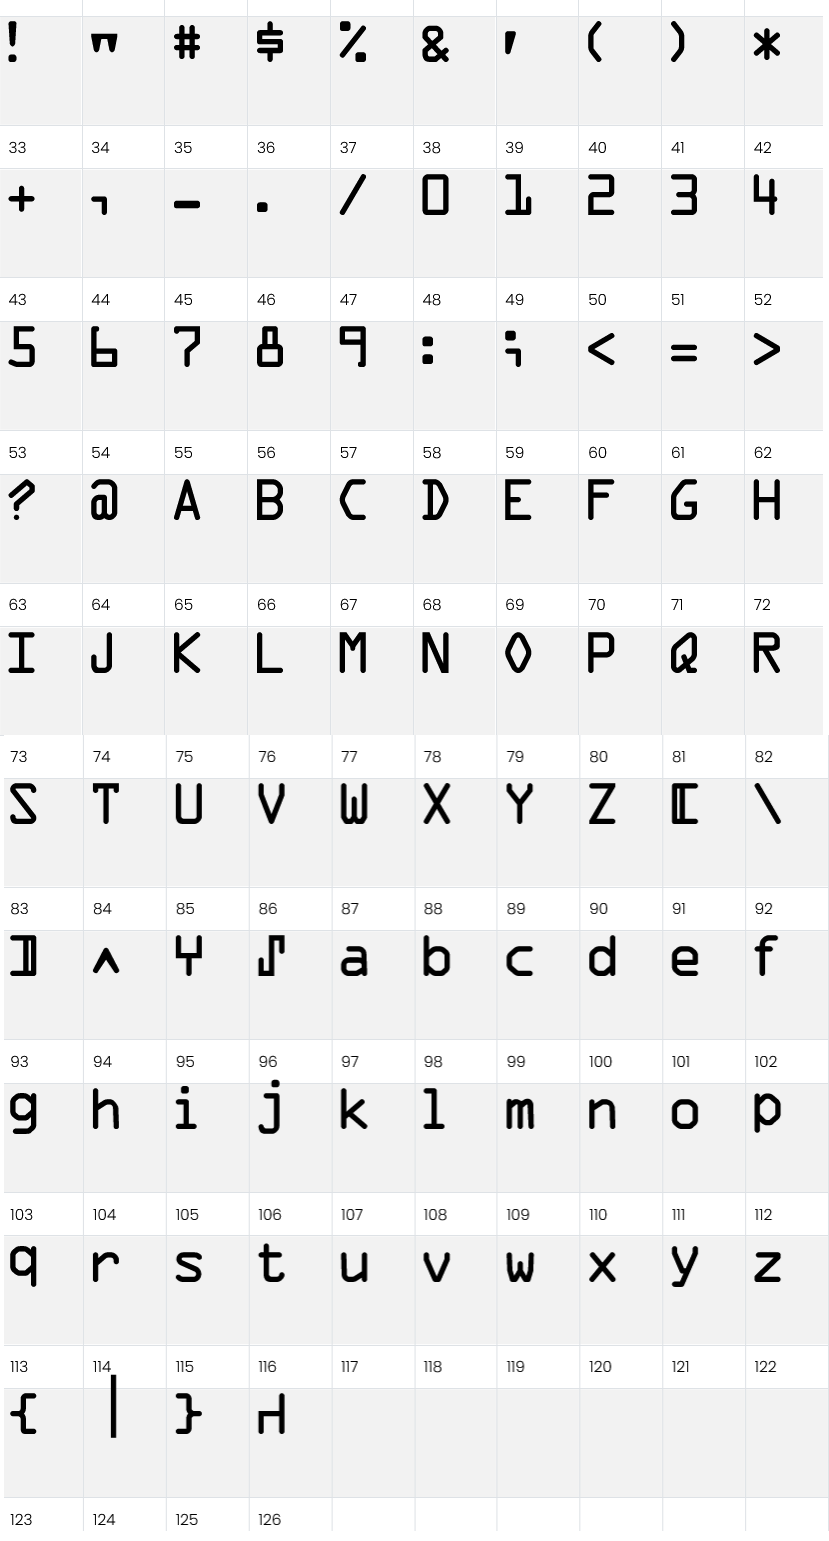 ! " # $ % & ' ( ) *
33 34 35 36 37 38 39 40 41 42
+ , - . / 0 1 2 3 4
43 44 45 46 47 48 49 50 51 52
5 6 7 8 9 : ; < = >
53 54 55 56 57 58 59 60 61 62
? @ A B C D E F G H
63 64 65 66 67 68 69 70 71 72
I J K L M N O P Q R
73 74 75 76 77 78 79 80 81 82
S T U V W X Y Z [ \
83 84 85 86 87 88 89 90 91 92
] ^ _ ` a b c d e f
93 94 95 96 97 98 99 100 101 102
g h i j k l m n o p
103 104 105 106 107 108 109 110 111 112
q r s t u v w x y z
113 114 115 116 117 118 119 120 121 122
{ | } ~
123 124 125 126